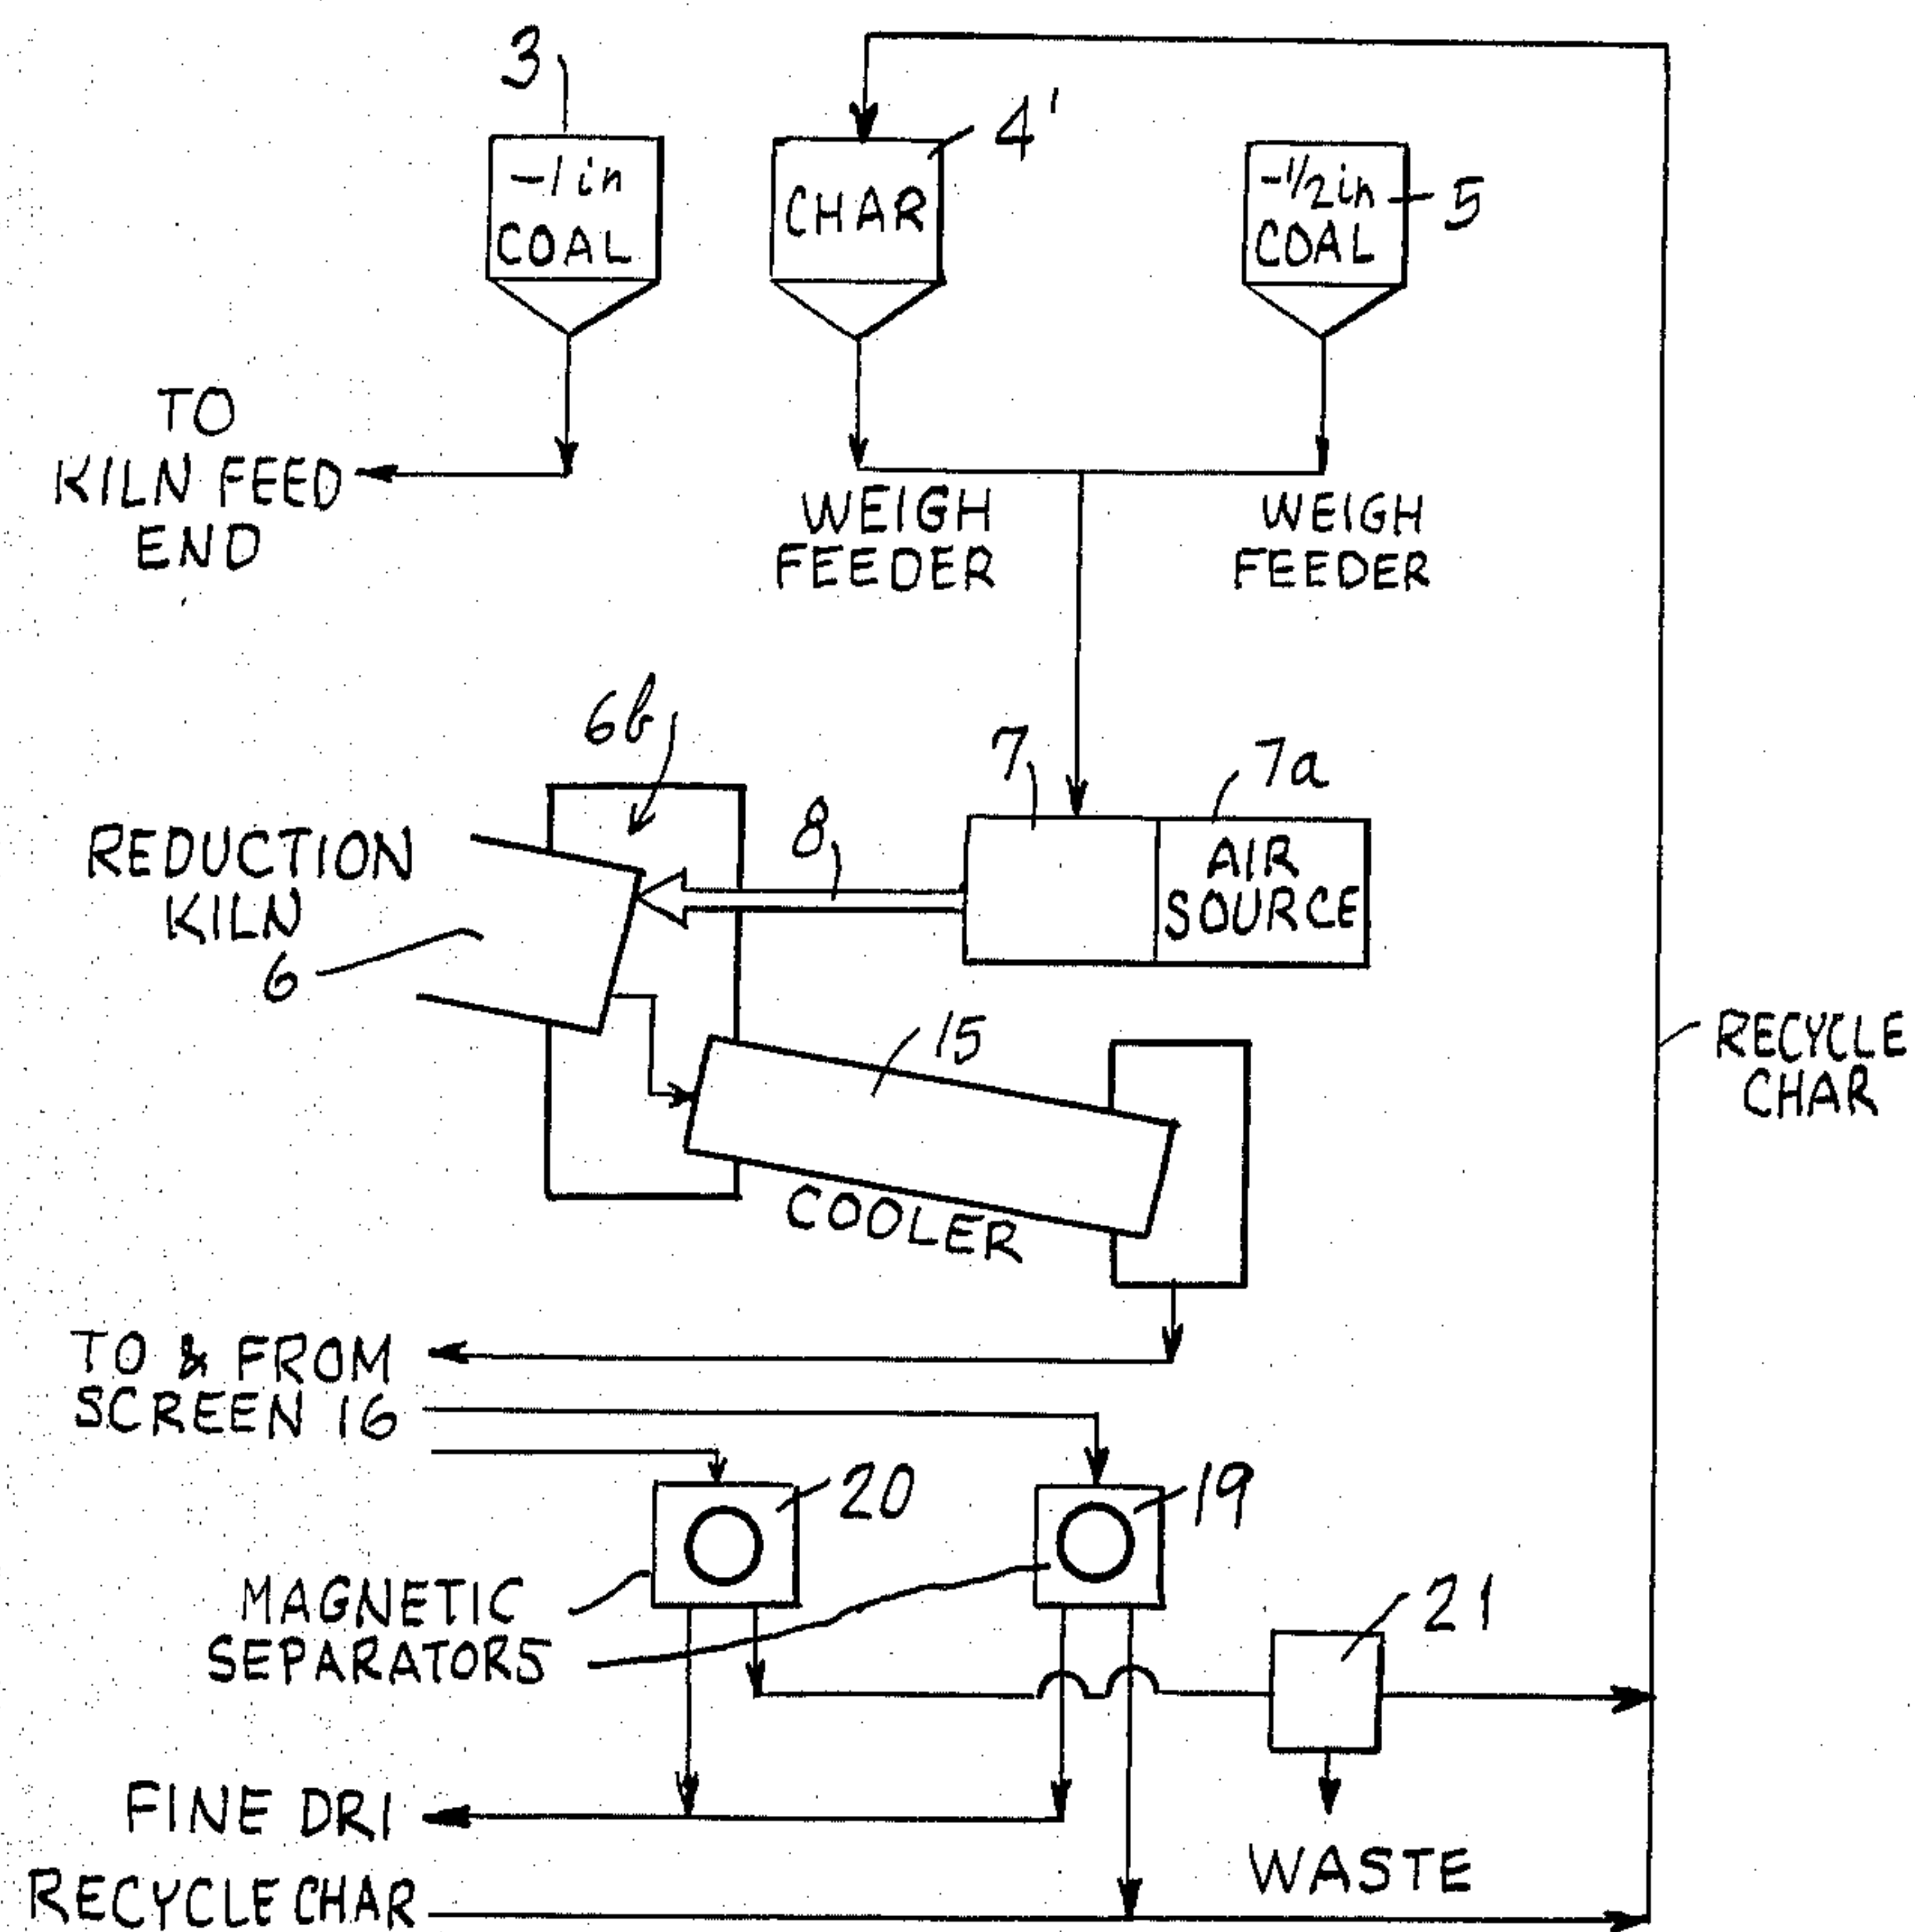 3
-1 in
COAL
CHAR
4'
-1/2 in
COAL
5
TO
KILN FEED
END
WEIGH
FEEDER
WEIGH
FEEDER
6b
7
7a
8
REDUCTION
KILN
6
AIR
SOURCE
15
RECYCLE
CHAR
COOLER
TO & FROM
SCREEN 16
20
19
MAGNETIC
SEPARATORS
21
FINE DRI
WASTE
RECYCLE CHAR